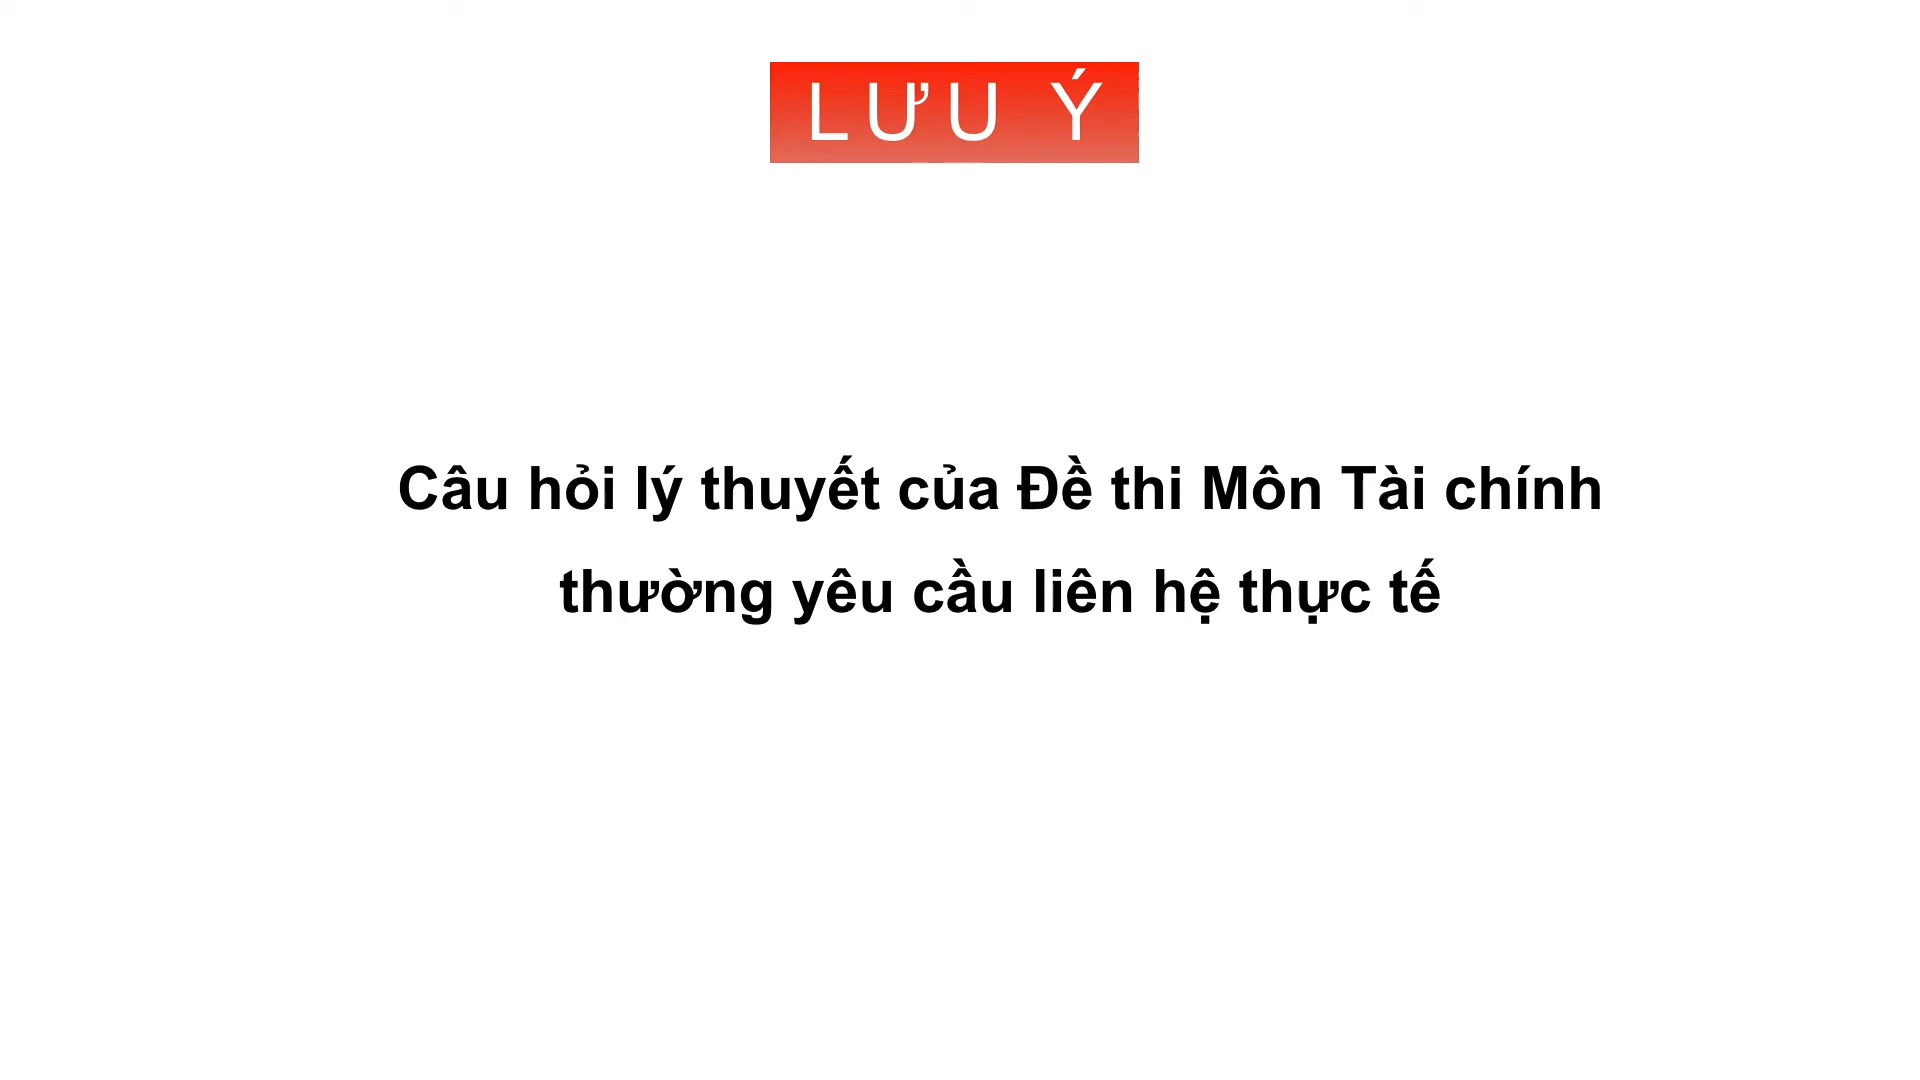 LƯU Ý
Câu hỏi lý thuyết của Đề thi Môn Tài chính
thường yêu cầu liên hệ thực tế